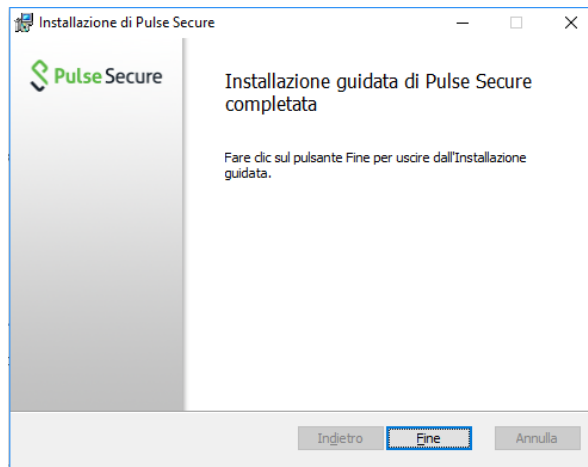 Installazione di Pulse Secure
Pulse Secure
Installazione guidata di Pulse Secure
completata
Fare clic sul pulsante Fine per uscire dall'Installazione
guidata.
Indietro Fine Annulla